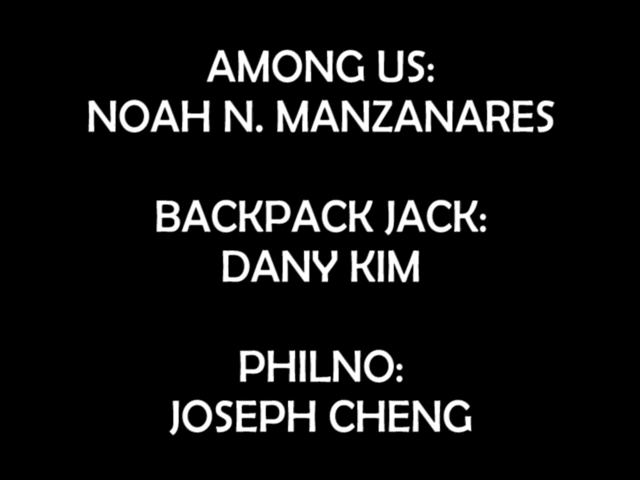 AMONG US:
NOAH N. MANZANARES
BACKPACK JACK:
DANY KIM
PHILNO:
JOSEPH CHENG